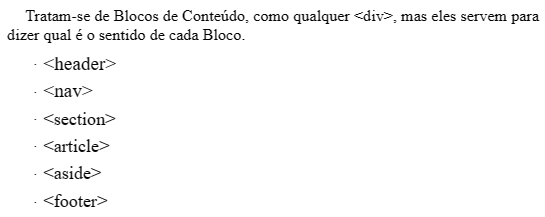 Tratam-se de Blocos de Conteúdo, como qualquer <div>, mas eles servem para
dizer qual é o sentido de cada Bloco.
· <header>
· <nav>
· <section>
· <article>
· <aside>
· <footer>